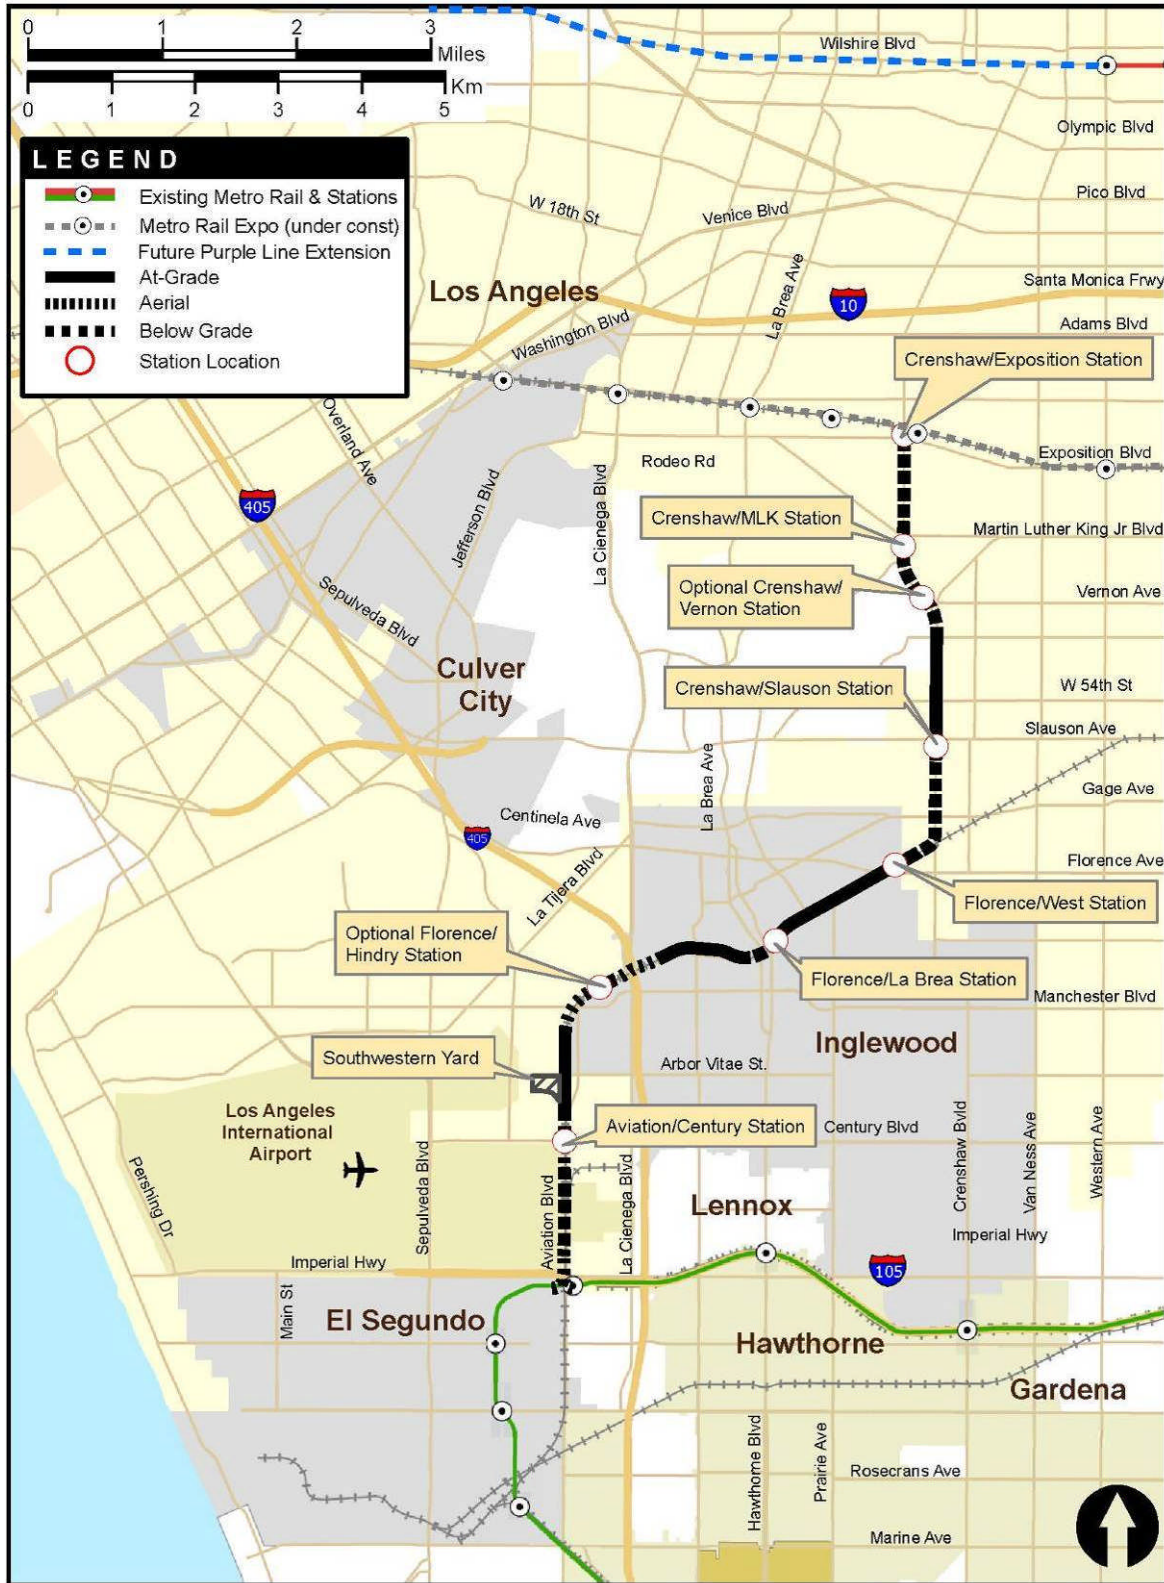 0 1 2 3
Miles
Km
0 1 2 3 4 5
LEGEND
Existing Metro Rail & Stations
Metro Rail Expo (under const)
Future Purple Line Extension
At-Grade
Aerial
Below Grade
Station Location
Wilshire Blvd
Olympic Blvd
Pico Blvd
W 18th St
Venice Blvd
La Brea Ave
Santa Monica Frwy
Los Angeles
10
Washington Blvd
Adams Blvd
Crenshaw/Exposition Station
Overland Ave
Exposition Blvd
Rodeo Rd
405
Jefferson Blvd
La Cienega Blvd
Crenshaw/MLK Station
Martin Luther King Jr Blvd
Optional Crenshaw/
Vernon Station
Vernon Ave
Sepulveda Blvd
Culver
City
Crenshaw/Slauson Station
W 54th St
Slauson Ave
La Brea Ave
Gage Ave
Centinela Ave
405
Florence Ave
La Tijera Blvd
Florence/West Station
Optional Florence/
Hindry Station
Florence/La Brea Station
Manchester Blvd
Inglewood
Southwestern Yard
Arbor Vitae St.
Los Angeles
International
Airport
Aviation/Century Station
Century Blvd
Crenshaw Bvld
Van Ness Ave
Western Ave
Pershing Dr
Sepulveda Blvd
Aviation Blvd
La Cienega Blvd
Lennox
Imperial Hwy
Imperial Hwy
105
Main St
El Segundo
Hawthorne
Gardena
Hawthorne Blvd
Prairie Ave
Rosecrans Ave
Marine Ave